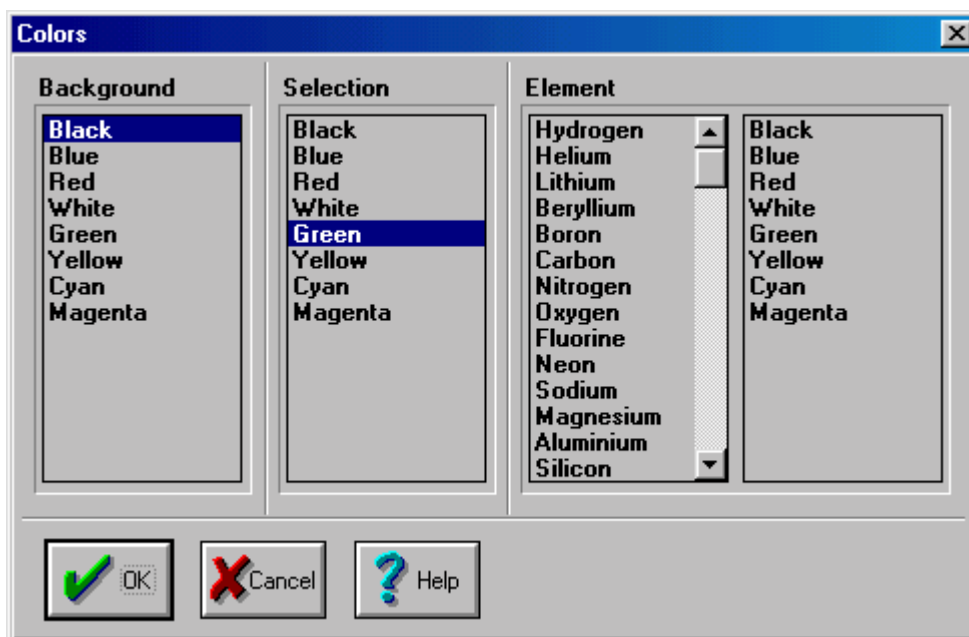 Colors
Background
Black
Blue
Red
White
Green
Yellow
Cyan
Magenta
Selection
Black
Blue
Red
White
Green
Yellow
Cyan
Magenta
Element
Hydrogen
Helium
Lithium
Beryllium
Boron
Carbon
Nitrogen
Oxygen
Fluorine
Neon
Sodium
Magnesium
Aluminium
Silicon
Black
Blue
Red
White
Green
Yellow
Cyan
Magenta
OK
Cancel
Help